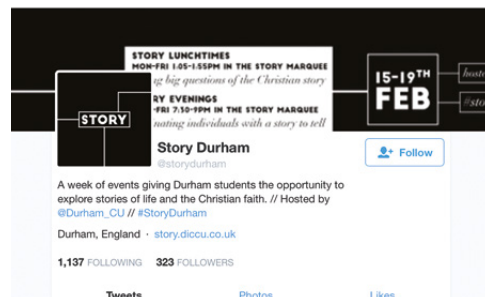 STORY LUNCHTIMES
MON-FRI 1.05-1.55PM IN THE STORY MARQUEE
big questions of the Christian story
EVENINGS
7.30-9PM IN THE STORY MARQUEE
individuals with a story to tell
15-19TH
FEB
STORY
Story Durham
@storydurham
Follow
A week of events giving Durham students the opportunity to
explore stories of life and the Christian faith. // Hosted by
@Durham_CU // #StoryDurham
Durham, England · story.diccu.co.uk
1,137 FOLLOWING 323 FOLLOWERS
Tweets Photos Likes